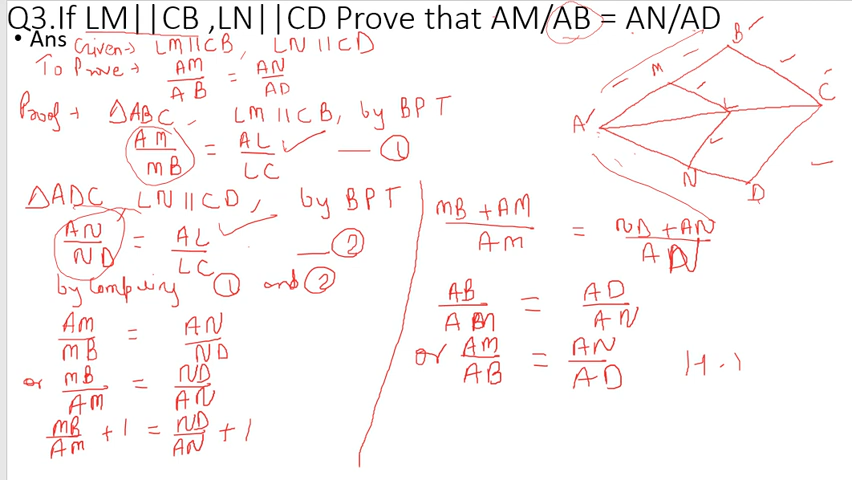 Q3.If LM||CB ,LN||CD Prove that AM/AB = AN/AD
• Ans Given→ LM||CB, LN||CD
To Prove → AM/AB = AN/AD
Proof → △ABC, LM||CB, by BPT
AM/MB = AL/LC — ①
△ADC LN||CD, by BPT
AN/ND = AL/LC — ②
by Comparing ① and ②
AM/MB = AN/ND
or MB/AM = ND/AN
MB/AM + 1 = ND/AN + 1
MB + AM/AM = ND + AN/AN
AB/AM = AD/AN
or AM/AB = AN/AD
B
M
C
A
N
D